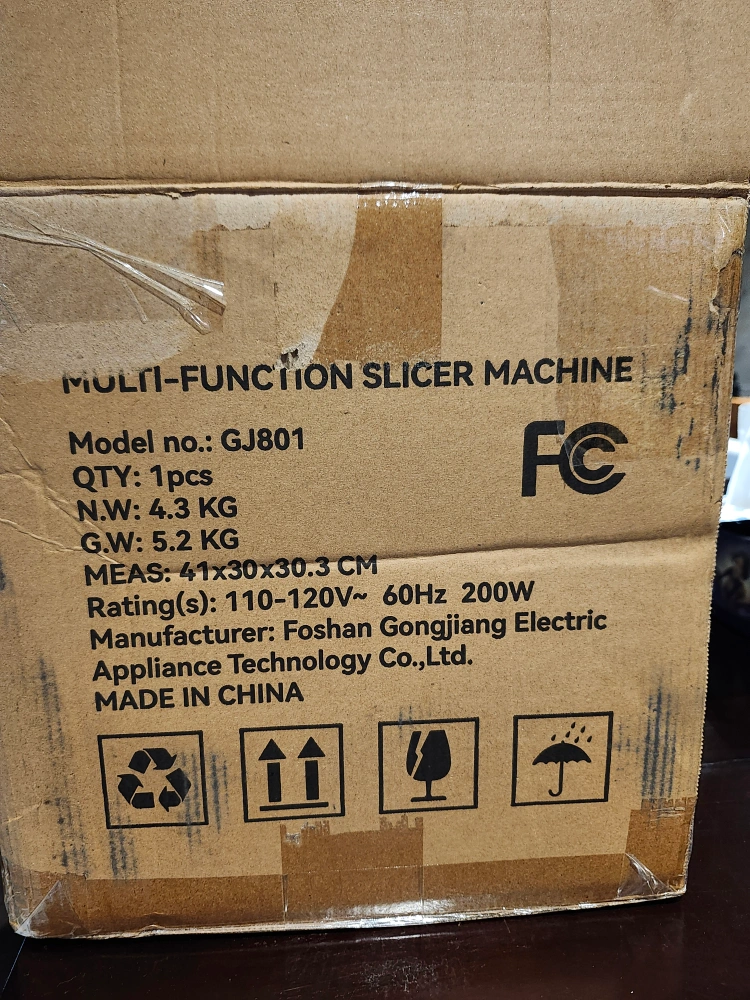 MULTI-FUNCTION SLICER MACHINE
Model no.: GJ801
FC
QTY: 1pcs
N.W: 4.3 KG
G.W: 5.2 KG
MEAS: 41x30x30.3 CM
Rating(s): 110-120V~ 60Hz 200W
Manufacturer: Foshan Gongjiang Electric
Appliance Technology Co.,Ltd.
MADE IN CHINA